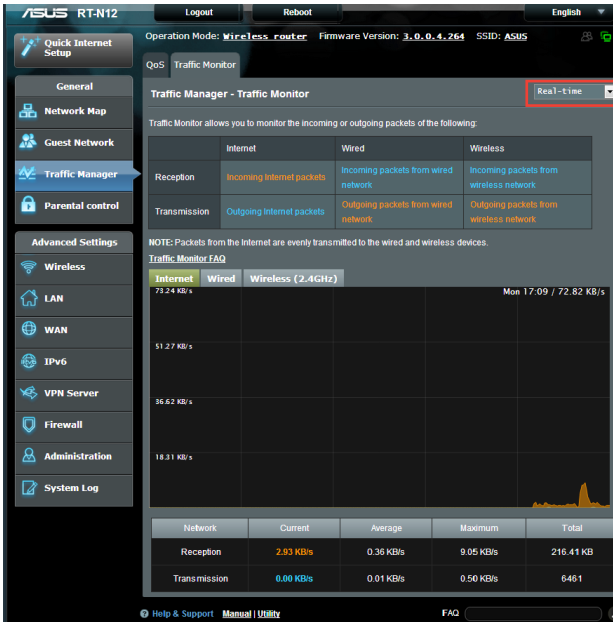 ASUS RT-N12 Logout Reboot English
Quick Internet Setup
Operation Mode: Wireless router Firmware Version: 3.0.0.4.264 SSID: ASUS
QoS Traffic Monitor
General
Network Map
Guest Network
Traffic Manager
Parental control
Advanced Settings
Wireless
LAN
WAN
IPv6
VPN Server
Firewall
Administration
System Log
Traffic Manager - Traffic Monitor Real-time
Traffic Monitor allows you to monitor the incoming or outgoing packets of the following:
Internet Wired Wireless
Reception Incoming Internet packets Incoming packets from wired network Incoming packets from wireless network
Transmission Outgoing Internet packets Outgoing packets from wired network Outgoing packets from wireless network
NOTE: Packets from the Internet are evenly transmitted to the wired and wireless devices.
Traffic Monitor FAQ
Internet Wired Wireless (2.4GHz)
73.24 KB/s Mon 17:09 / 72.82 KB/s
51.27 KB/s
36.62 KB/s
18.31 KB/s
Network Current Average Maximum Total
Reception 2.93 KB/s 0.36 KB/s 9.05 KB/s 216.41 KB
Transmission 0.00 KB/s 0.01 KB/s 0.50 KB/s 6461
Help & Support Manual | Utility FAQ